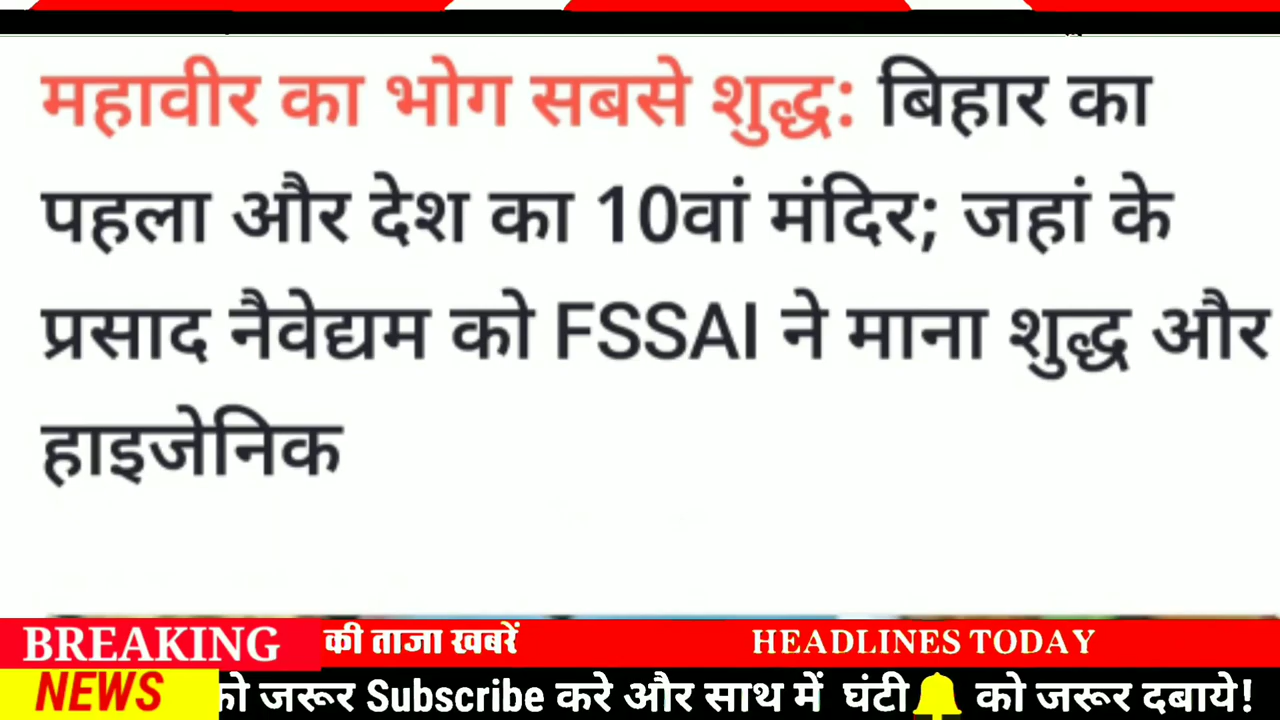 महावीर का भोग सबसे शुद्ध: बिहार का
पहला और देश का 10वां मंदिर; जहां के
प्रसाद नैवेद्यम को FSSAI ने माना शुद्ध और
हाइजेनिक
BREAKING की ताजा खबरें HEADLINES TODAY
NEWS को जरूर Subscribe करे और साथ में घंटी🔔 को जरूर दबाये!